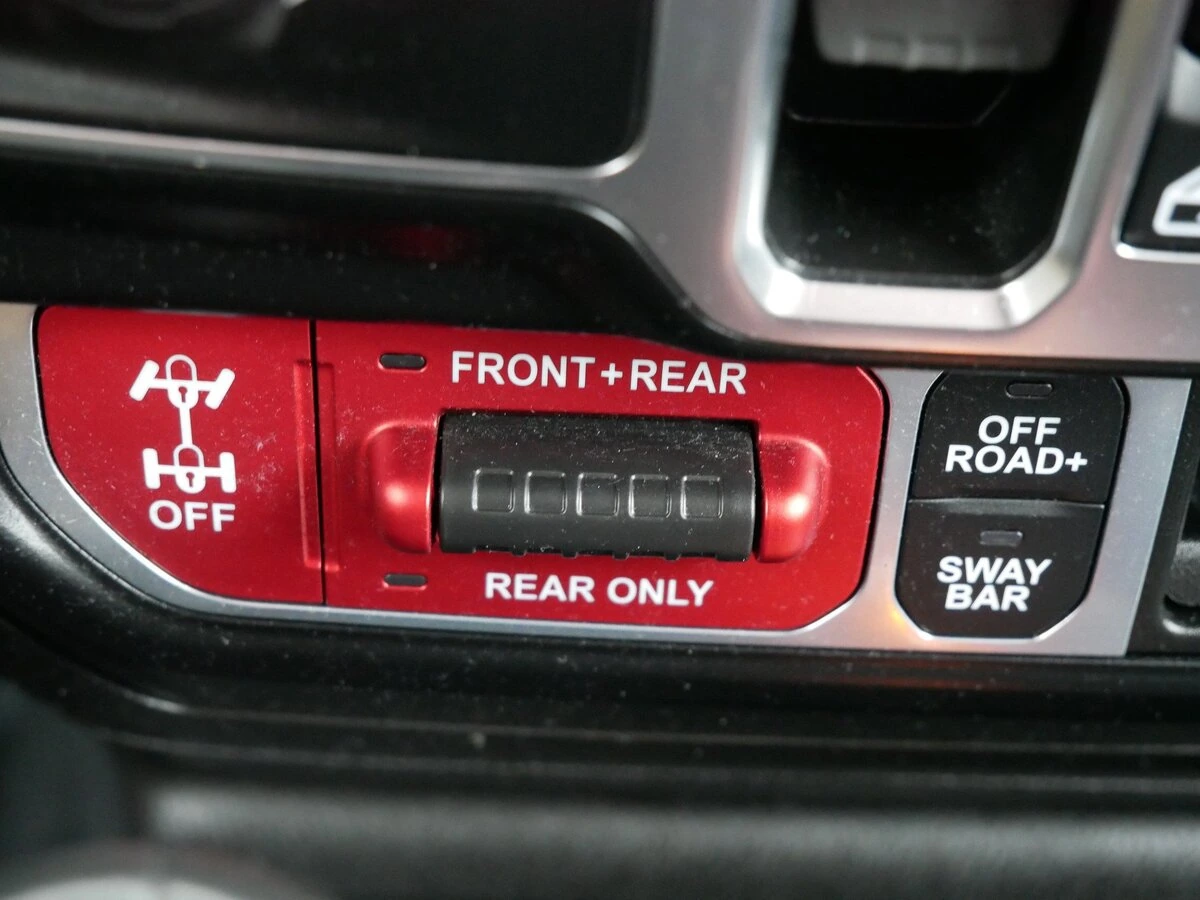 FRONT+REAR
OFF
REAR ONLY
OFF
ROAD+
SWAY
BAR